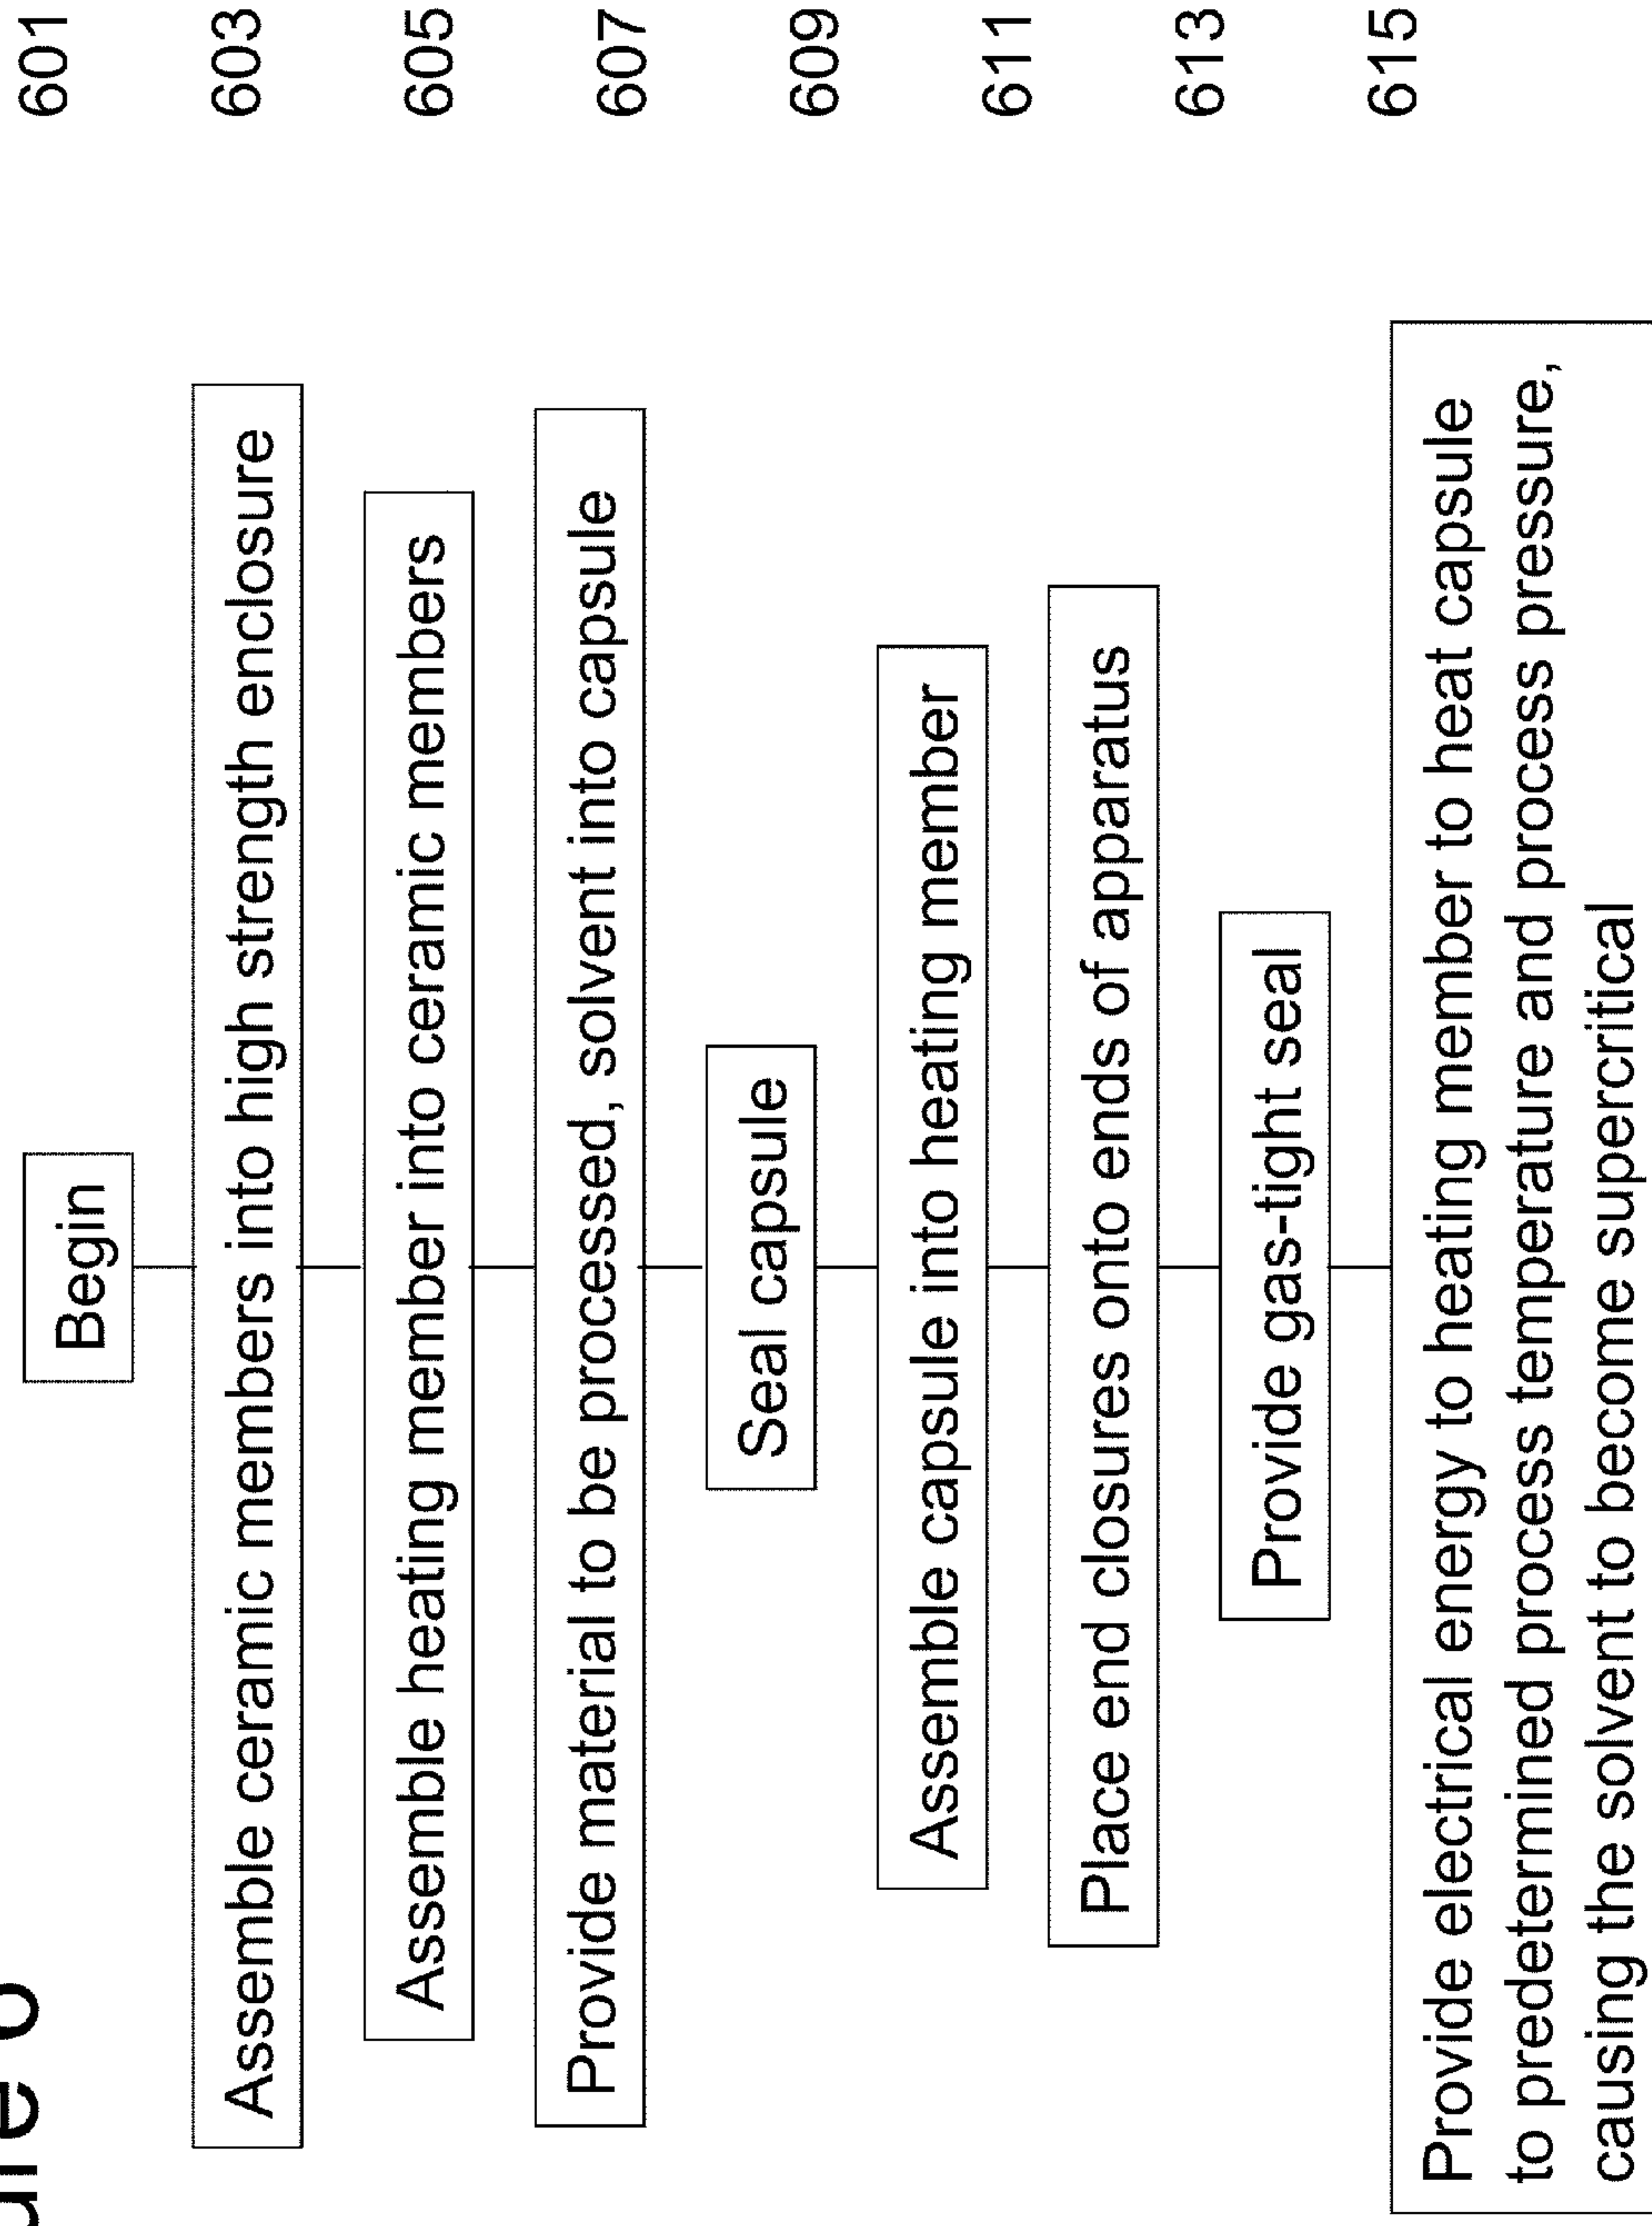 601
Begin
603
Assemble ceramic members into high strength enclosure
605
Assemble heating member into ceramic members
607
Provide material to be processed, solvent into capsule
609
Seal capsule
611
Assemble capsule into heating member
613
Place end closures onto ends of apparatus
615
Provide gas-tight seal
Provide electrical energy to heating member to heat capsule
to predetermined process temperature and process pressure,
causing the solvent to become supercritical